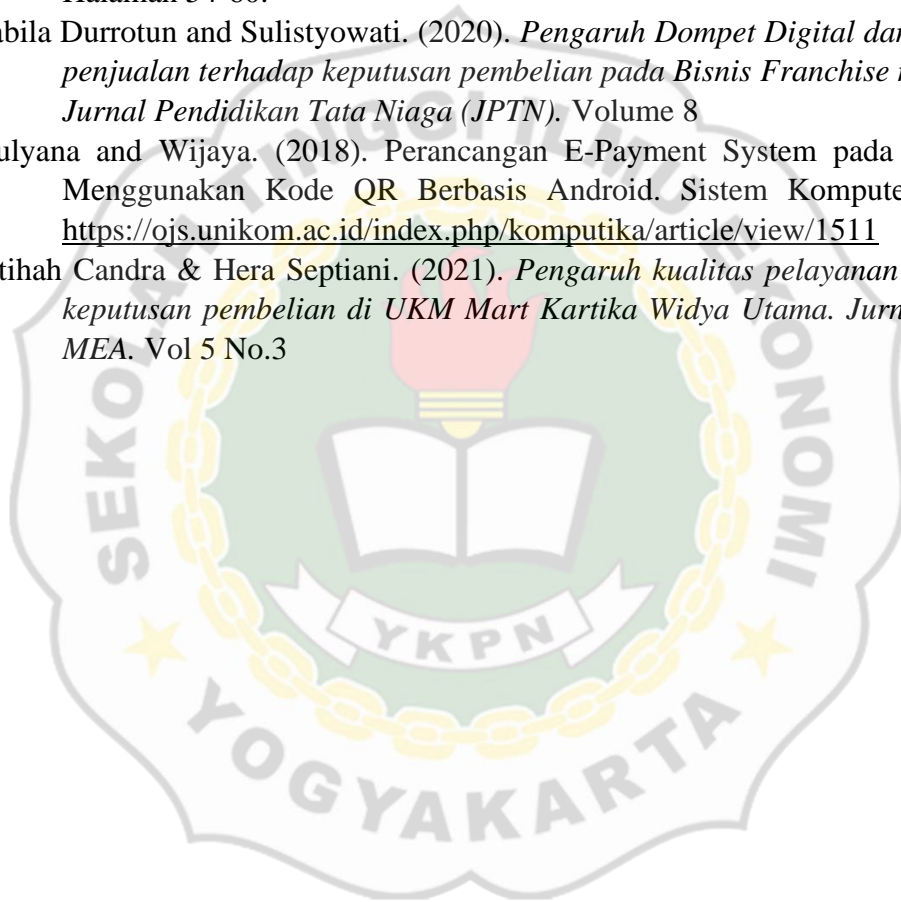 Halaman
abila Durrotun and Sulistyowati. (2020). Pengaruh Dompet Digital dan
penjualan terhadap keputusan pembelian pada Bisnis Franchise
Jurnal Pendidikan Tata Niaga (JPTN). Volume 8
ulyana and Wijaya. (2018). Perancangan E-Payment System pada
Menggunakan Kode QR Berbasis Android. Sistem Kompute
https://ojs.unikom.ac.id/index.php/komputika/article/view/1511
tihah Candra & Hera Septiani. (2021). Pengaruh kualitas pelayanan
keputusan pembelian di UKM Mart Kartika Widya Utama. Jurn
MEA. Vol 5 No.3
SEKOLAH TINGGI ILMU EKONOMI
YKPN
YOGYAKARTA